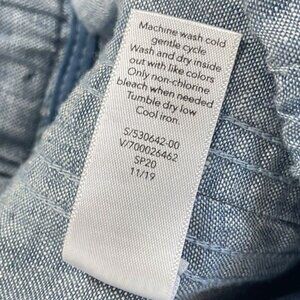 Machine wash cold
gentle cycle
Wash and dry inside
out with like colors
Only non-chlorine
bleach when needed
Tumble dry low
Cool iron.
S/530642-00
V/700026462
SP20
11/19